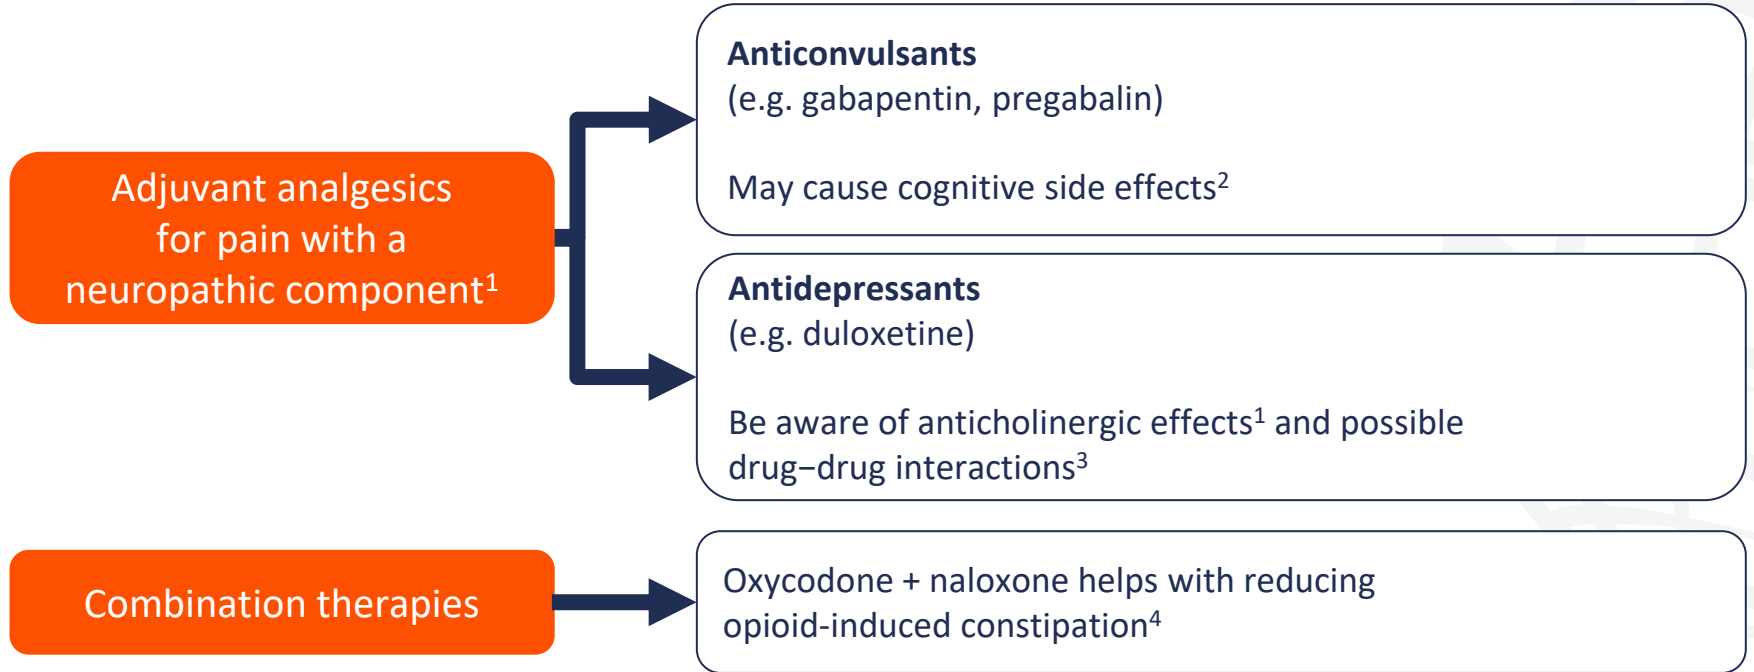 Adjuvant analgesics
for pain with a
neuropathic component¹
Anticonvulsants
(e.g. gabapentin, pregabalin)
May cause cognitive side effects²
Antidepressants
(e.g. duloxetine)
Be aware of anticholinergic effects¹ and possible
drug−drug interactions³
Combination therapies
Oxycodone + naloxone helps with reducing
opioid-induced constipation⁴